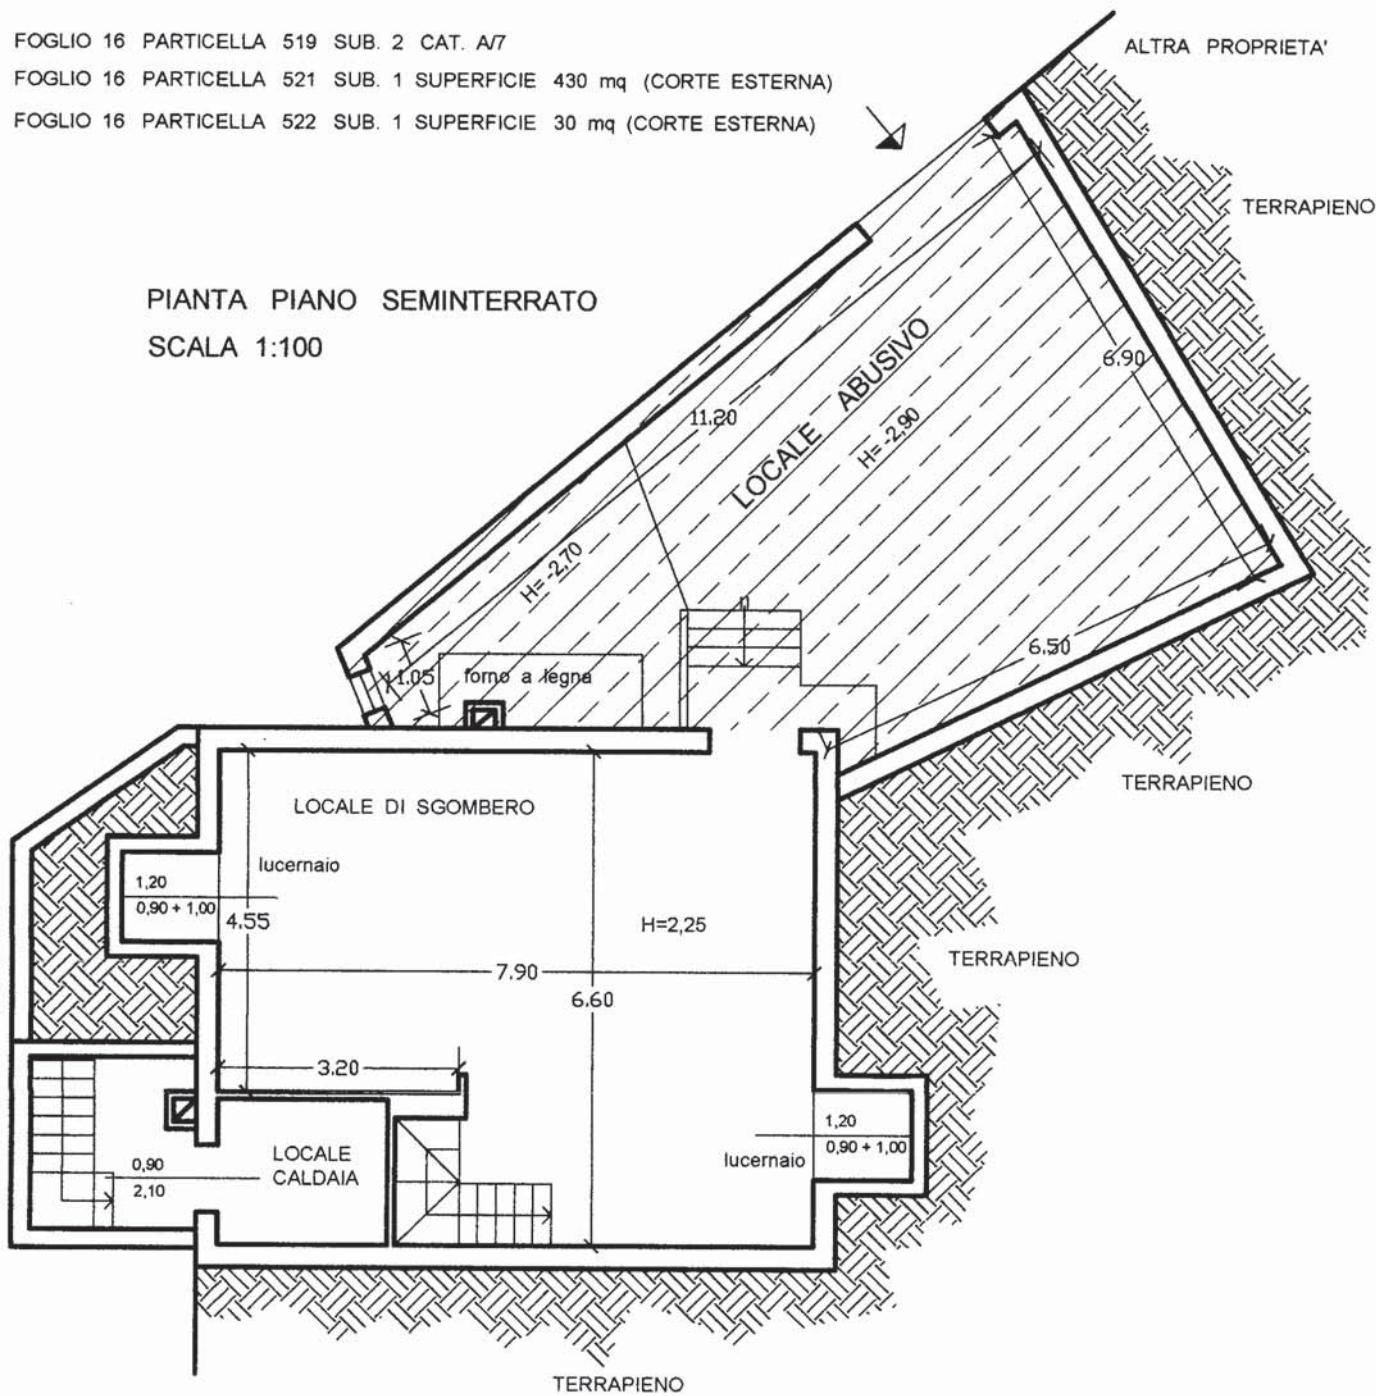 FOGLIO 16 PARTICELLA 519 SUB. 2 CAT. A/7
FOGLIO 16 PARTICELLA 521 SUB. 1 SUPERFICIE 430 mq (CORTE ESTERNA)
FOGLIO 16 PARTICELLA 522 SUB. 1 SUPERFICIE 30 mq (CORTE ESTERNA)
ALTRA PROPRIETA'
TERRAPIENO
PIANTA PIANO SEMINTERRATO
SCALA 1:100
6.90
11.20
LOCALE ABUSIVO
H= -2,90
H= -2,70
6.50
1.05
forno a legna
TERRAPIENO
LOCALE DI SGOMBERO
lucernaio
1,20
0,90 + 1,00
4.55
H=2,25
TERRAPIENO
7.90
6.60
3.20
LOCALE
CALDAIA
0,90
2,10
lucernaio
1,20
0,90 + 1,00
TERRAPIENO